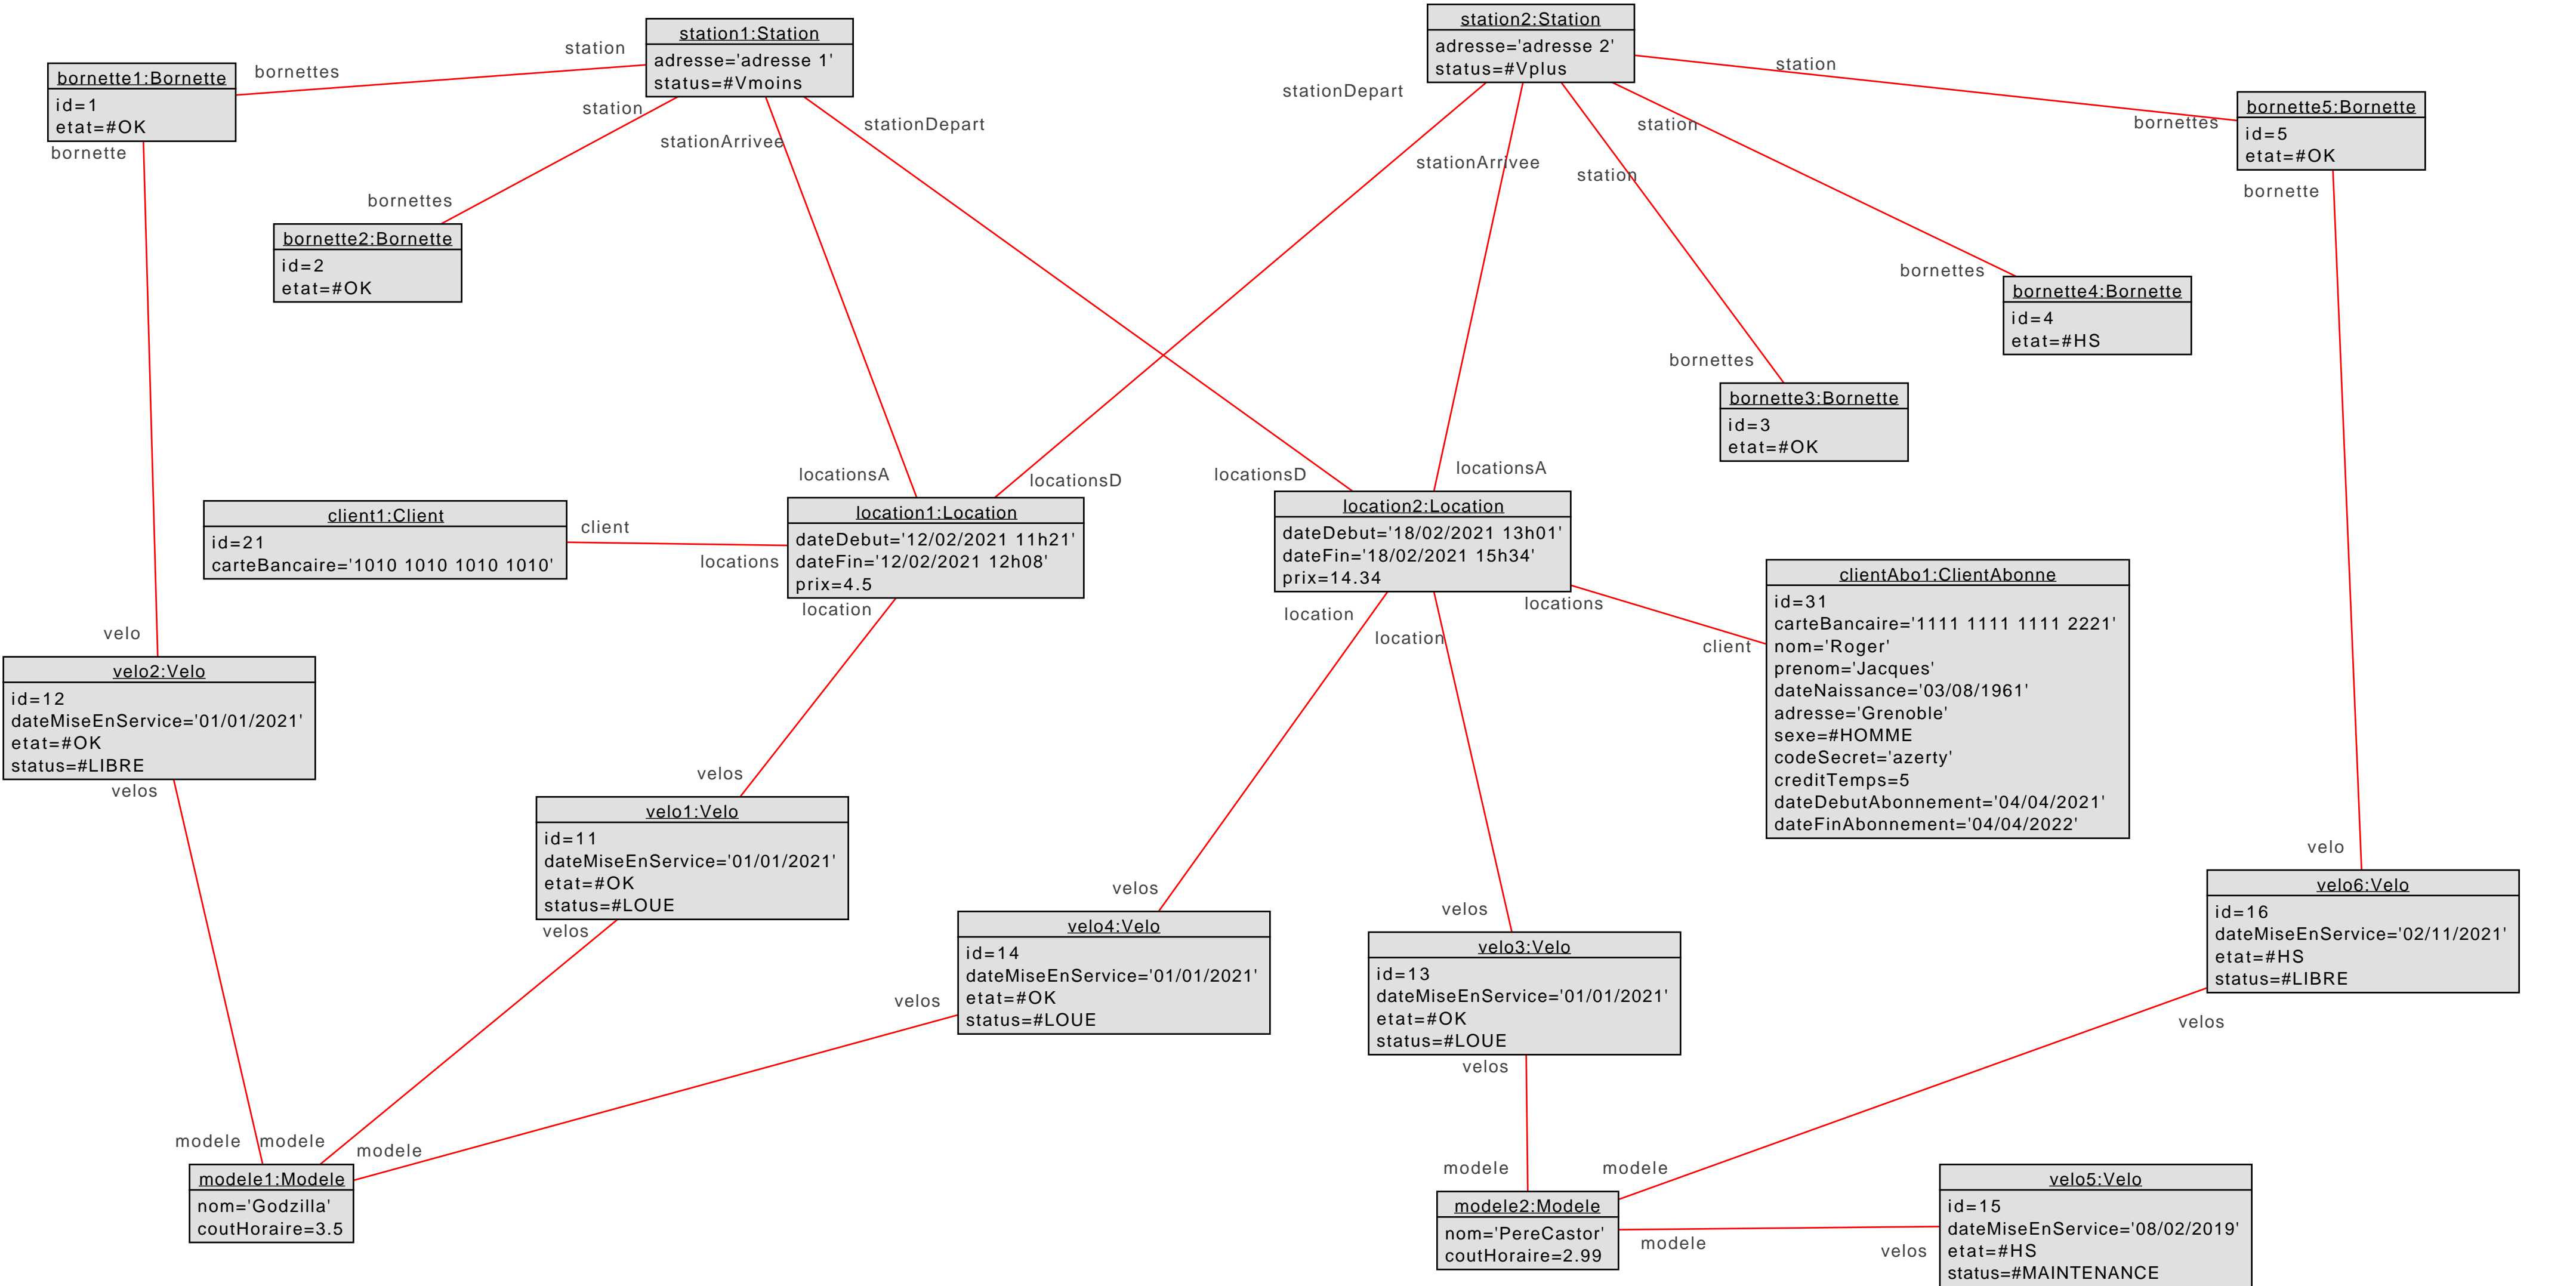 station2:Station
adresse='adresse 2'
status=#Vplus
station1:Station
adresse='adresse 1'
status=#Vmoins
station
bornettes
bornette1:Bornette
id=1
etat=#OK
bornette
station
stationArrivee
stationDepart
stationDepart
stationArrivee
station
station
station
bornettes
bornette5:Bornette
id=5
etat=#OK
bornette
bornettes
bornette2:Bornette
id=2
etat=#OK
bornettes
bornette4:Bornette
id=4
etat=#HS
bornettes
bornette3:Bornette
id=3
etat=#OK
locationsA
locationsD
locationsD
locationsA
client1:Client
id=21
carteBancaire='1010 1010 1010 1010'
client
locations
location1:Location
dateDebut='12/02/2021 11h21'
dateFin='12/02/2021 12h08'
prix=4.5
location
location2:Location
dateDebut='18/02/2021 13h01'
dateFin='18/02/2021 15h34'
prix=14.34
location
location
locations
client
clientAbo1:ClientAbonne
id=31
carteBancaire='1111 1111 1111 2221'
nom='Roger'
prenom='Jacques'
dateNaissance='03/08/1961'
adresse='Grenoble'
sexe=#HOMME
codeSecret='azerty'
creditTemps=5
dateDebutAbonnement='04/04/2021'
dateFinAbonnement='04/04/2022'
velo
velo2:Velo
id=12
dateMiseEnService='01/01/2021'
etat=#OK
status=#LIBRE
velos
velos
velo1:Velo
id=11
dateMiseEnService='01/01/2021'
etat=#OK
status=#LOUE
velos
velos
velo4:Velo
id=14
dateMiseEnService='01/01/2021'
etat=#OK
status=#LOUE
velos
velos
velo3:Velo
id=13
dateMiseEnService='01/01/2021'
etat=#OK
status=#LOUE
velos
velo
velo6:Velo
id=16
dateMiseEnService='02/11/2021'
etat=#HS
status=#LIBRE
velos
modele
modele
modele
modele1:Modele
nom='Godzilla'
coutHoraire=3.5
modele
modele
modele2:Modele
nom='PereCastor'
coutHoraire=2.99
modele
velos
velo5:Velo
id=15
dateMiseEnService='08/02/2019'
etat=#HS
status=#MAINTENANCE